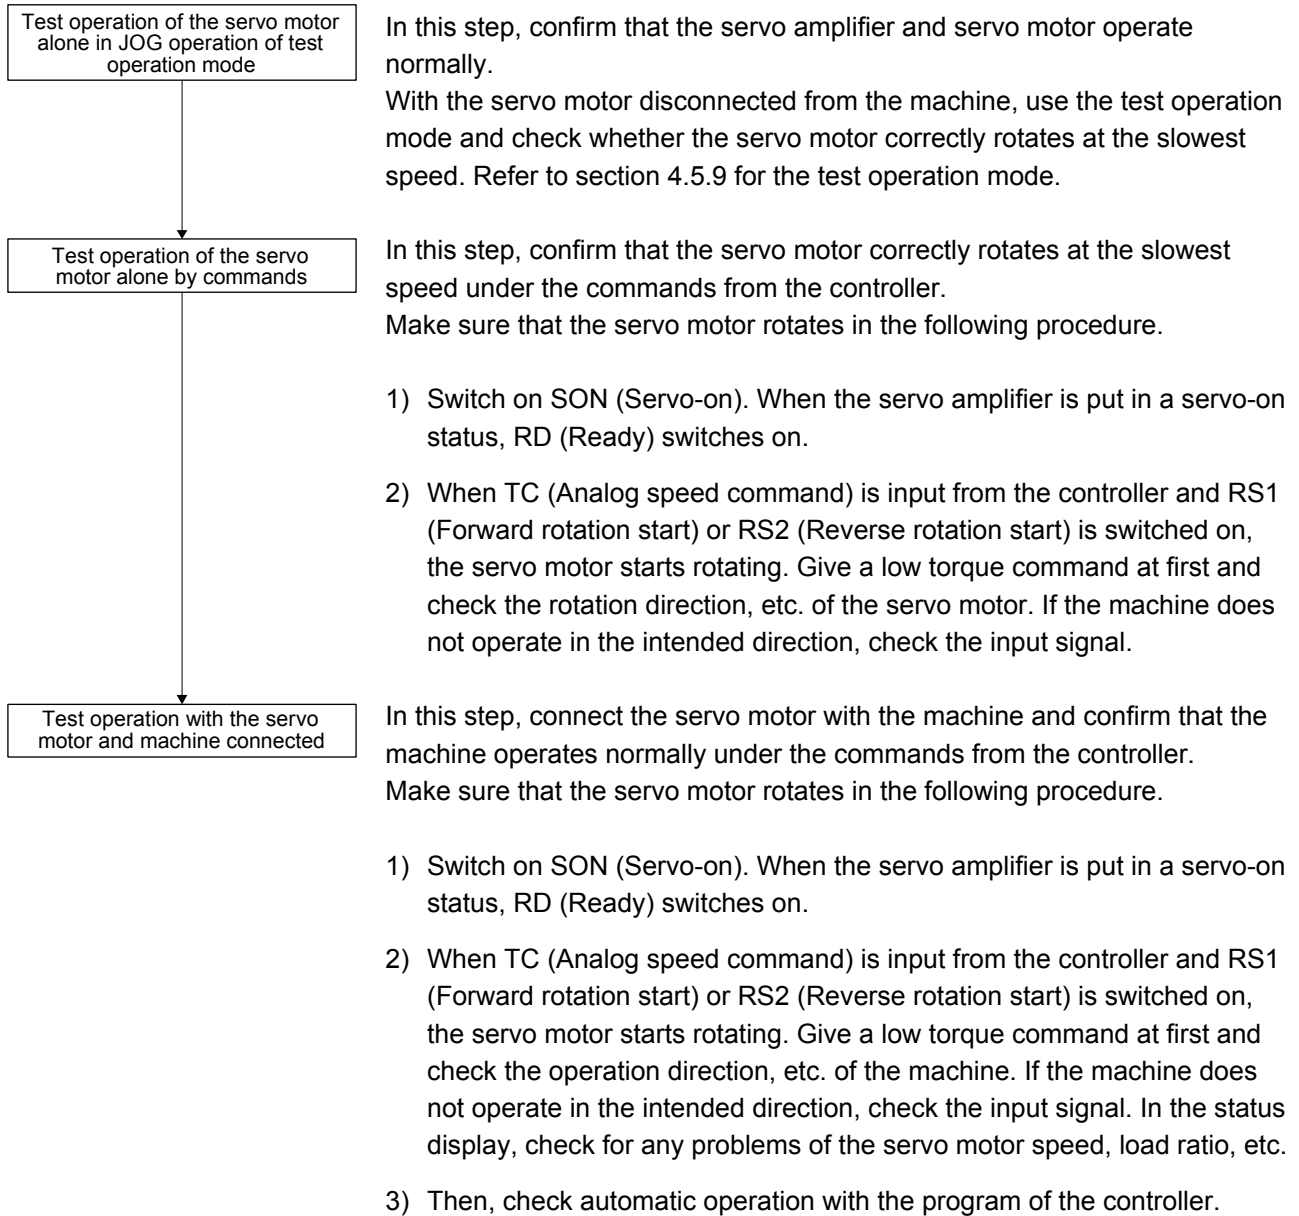 Test operation of the servo motor
alone in JOG operation of test
operation mode
In this step, confirm that the servo amplifier and servo motor operate
normally.
With the servo motor disconnected from the machine, use the test operation
mode and check whether the servo motor correctly rotates at the slowest
speed. Refer to section 4.5.9 for the test operation mode.
Test operation of the servo
motor alone by commands
In this step, confirm that the servo motor correctly rotates at the slowest
speed under the commands from the controller.
Make sure that the servo motor rotates in the following procedure.
1) Switch on SON (Servo-on). When the servo amplifier is put in a servo-on
status, RD (Ready) switches on.
2) When TC (Analog speed command) is input from the controller and RS1
(Forward rotation start) or RS2 (Reverse rotation start) is switched on,
the servo motor starts rotating. Give a low torque command at first and
check the rotation direction, etc. of the servo motor. If the machine does
not operate in the intended direction, check the input signal.
Test operation with the servo
motor and machine connected
In this step, connect the servo motor with the machine and confirm that the
machine operates normally under the commands from the controller.
Make sure that the servo motor rotates in the following procedure.
1) Switch on SON (Servo-on). When the servo amplifier is put in a servo-on
status, RD (Ready) switches on.
2) When TC (Analog speed command) is input from the controller and RS1
(Forward rotation start) or RS2 (Reverse rotation start) is switched on,
the servo motor starts rotating. Give a low torque command at first and
check the operation direction, etc. of the machine. If the machine does
not operate in the intended direction, check the input signal. In the status
display, check for any problems of the servo motor speed, load ratio, etc.
3) Then, check automatic operation with the program of the controller.